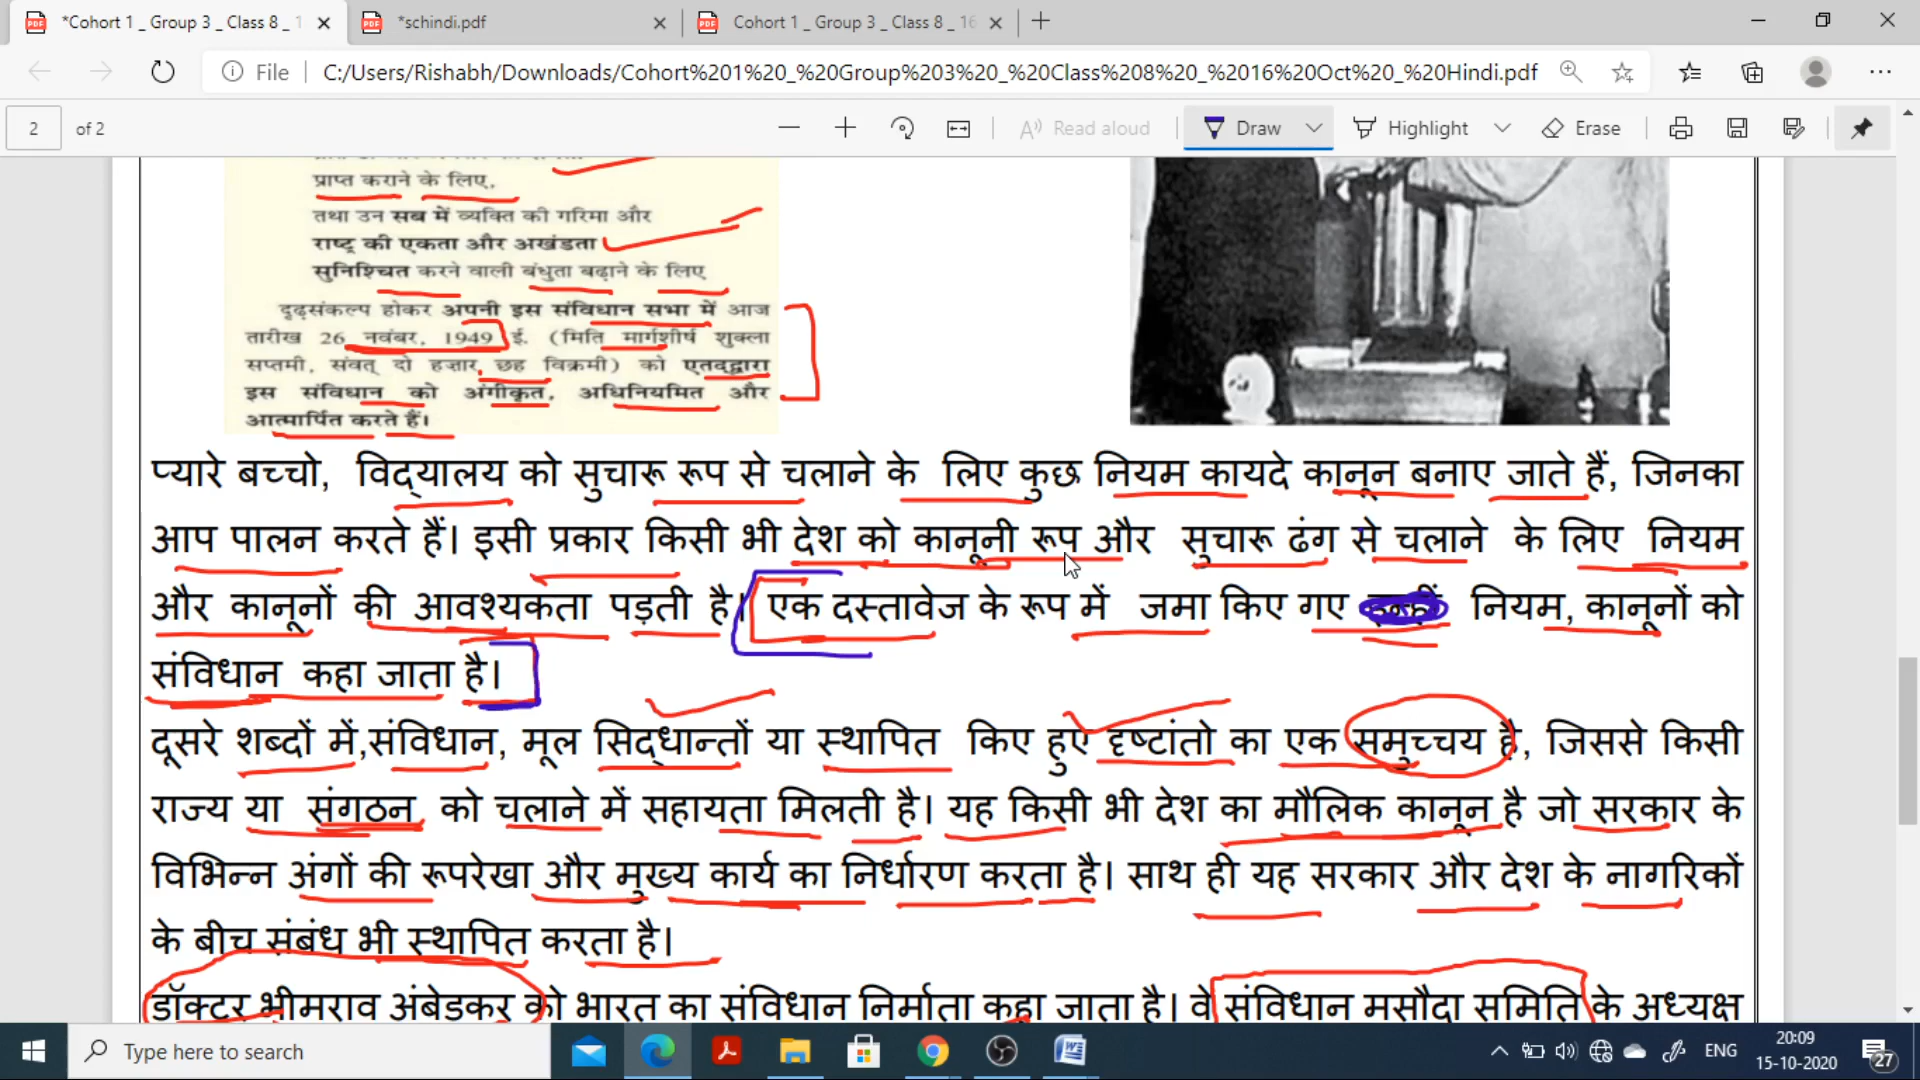 *Cohort 1 _ Group 3 _ Class 8 _ 1
*schindi.pdf
Cohort 1 _ Group 3 _ Class 8 _ 16
File
C:/Users/Rishabh/Downloads/Cohort%201%20_%20Group%203%20_%20Class%208%20_%2016%20Oct%20_%20Hindi.pdf
2
of 2
Read aloud
Draw
Highlight
Erase
प्राप्त कराने के लिए,
तथा उन सब में व्यक्ति की गरिमा और
राष्ट्र की एकता और अखंडता
सुनिश्चित करने वाली बंधुता बढ़ाने के लिए
दृढ़संकल्प होकर अपनी इस संविधान सभा में आज
तारीख 26 नवंबर, 1949 ई. (मिति मार्गशीर्ष शुक्ला
सप्तमी, संवत् दो हज़ार छह विक्रमी) को एतद्द्वारा
इस संविधान को अंगीकृत, अधिनियमित और
आत्मार्पित करते हैं।
प्यारे बच्चो, विद्यालय को सुचारू रूप से चलाने के लिए कुछ नियम कायदे कानून बनाए जाते हैं, जिनका
आप पालन करते हैं। इसी प्रकार किसी भी देश को कानूनी रूप और सुचारू ढंग से चलाने के लिए नियम
और कानूनों की आवश्यकता पड़ती है। एक दस्तावेज के रूप में जमा किए गए नियम, कानूनों को
संविधान कहा जाता है।
दूसरे शब्दों में,संविधान, मूल सिद्धान्तों या स्थापित किए हुए दृष्टांतो का एक समुच्चय है, जिससे किसी
राज्य या संगठन को चलाने में सहायता मिलती है। यह किसी भी देश का मौलिक कानून है जो सरकार के
विभिन्न अंगों की रूपरेखा और मुख्य कार्य का निर्धारण करता है। साथ ही यह सरकार और देश के नागरिकों
के बीच संबंध भी स्थापित करता है।
डॉक्टर भीमराव अंबेडकर को भारत का संविधान निर्माता कहा जाता है। वे संविधान मसौदा समिति के अध्यक्ष
Type here to search
ENG
20:09
15-10-2020
27